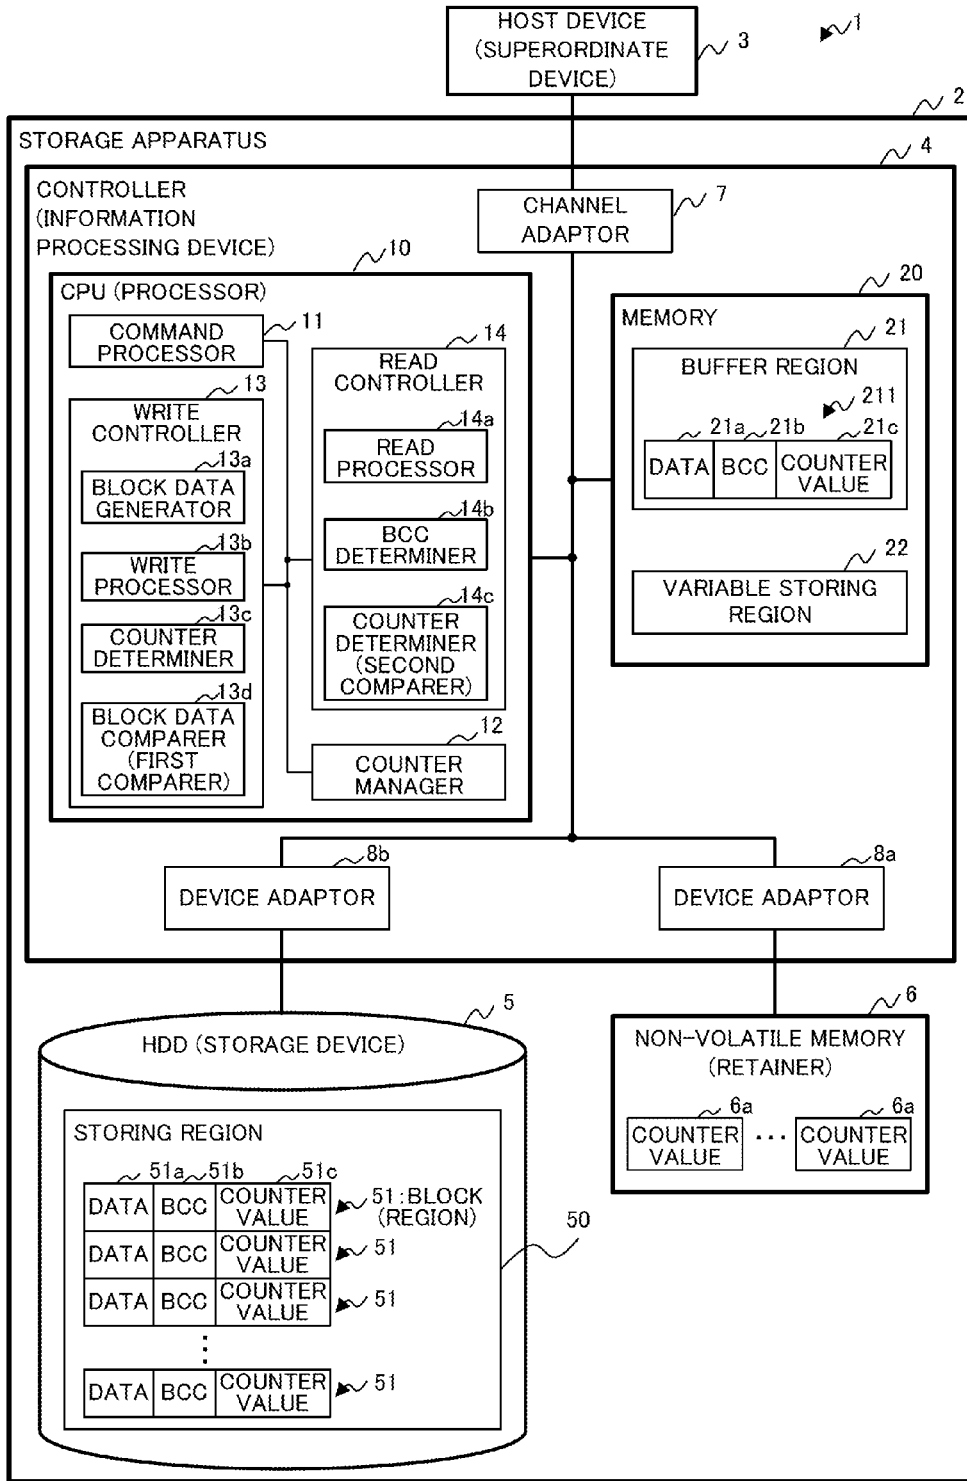 HOST DEVICE
(SUPERORDINATE
DEVICE)
3
1
2
STORAGE APPARATUS
4
CONTROLLER
(INFORMATION
PROCESSING DEVICE)
CHANNEL
ADAPTOR
7
10
CPU (PROCESSOR)
COMMAND
PROCESSOR
11
13
WRITE
CONTROLLER
13a
BLOCK DATA
GENERATOR
13b
WRITE
PROCESSOR
13c
COUNTER
DETERMINER
13d
BLOCK DATA
COMPARER
(FIRST
COMPARER)
14
READ
CONTROLLER
14a
READ
PROCESSOR
14b
BCC
DETERMINER
14c
COUNTER
DETERMINER
(SECOND
COMPARER)
12
COUNTER
MANAGER
20
MEMORY
21
BUFFER REGION
211
21a 21b 21c
DATA BCC COUNTER
VALUE
22
VARIABLE STORING
REGION
8b
DEVICE ADAPTOR
8a
DEVICE ADAPTOR
5
HDD (STORAGE DEVICE)
STORING REGION
51a 51b 51c
DATA BCC COUNTER
VALUE
51:BLOCK
(REGION)
DATA BCC COUNTER
VALUE
51
DATA BCC COUNTER
VALUE
51
⋮
DATA BCC COUNTER
VALUE
51
50
6
NON-VOLATILE MEMORY
(RETAINER)
6a 6a
COUNTER ... COUNTER
VALUE VALUE